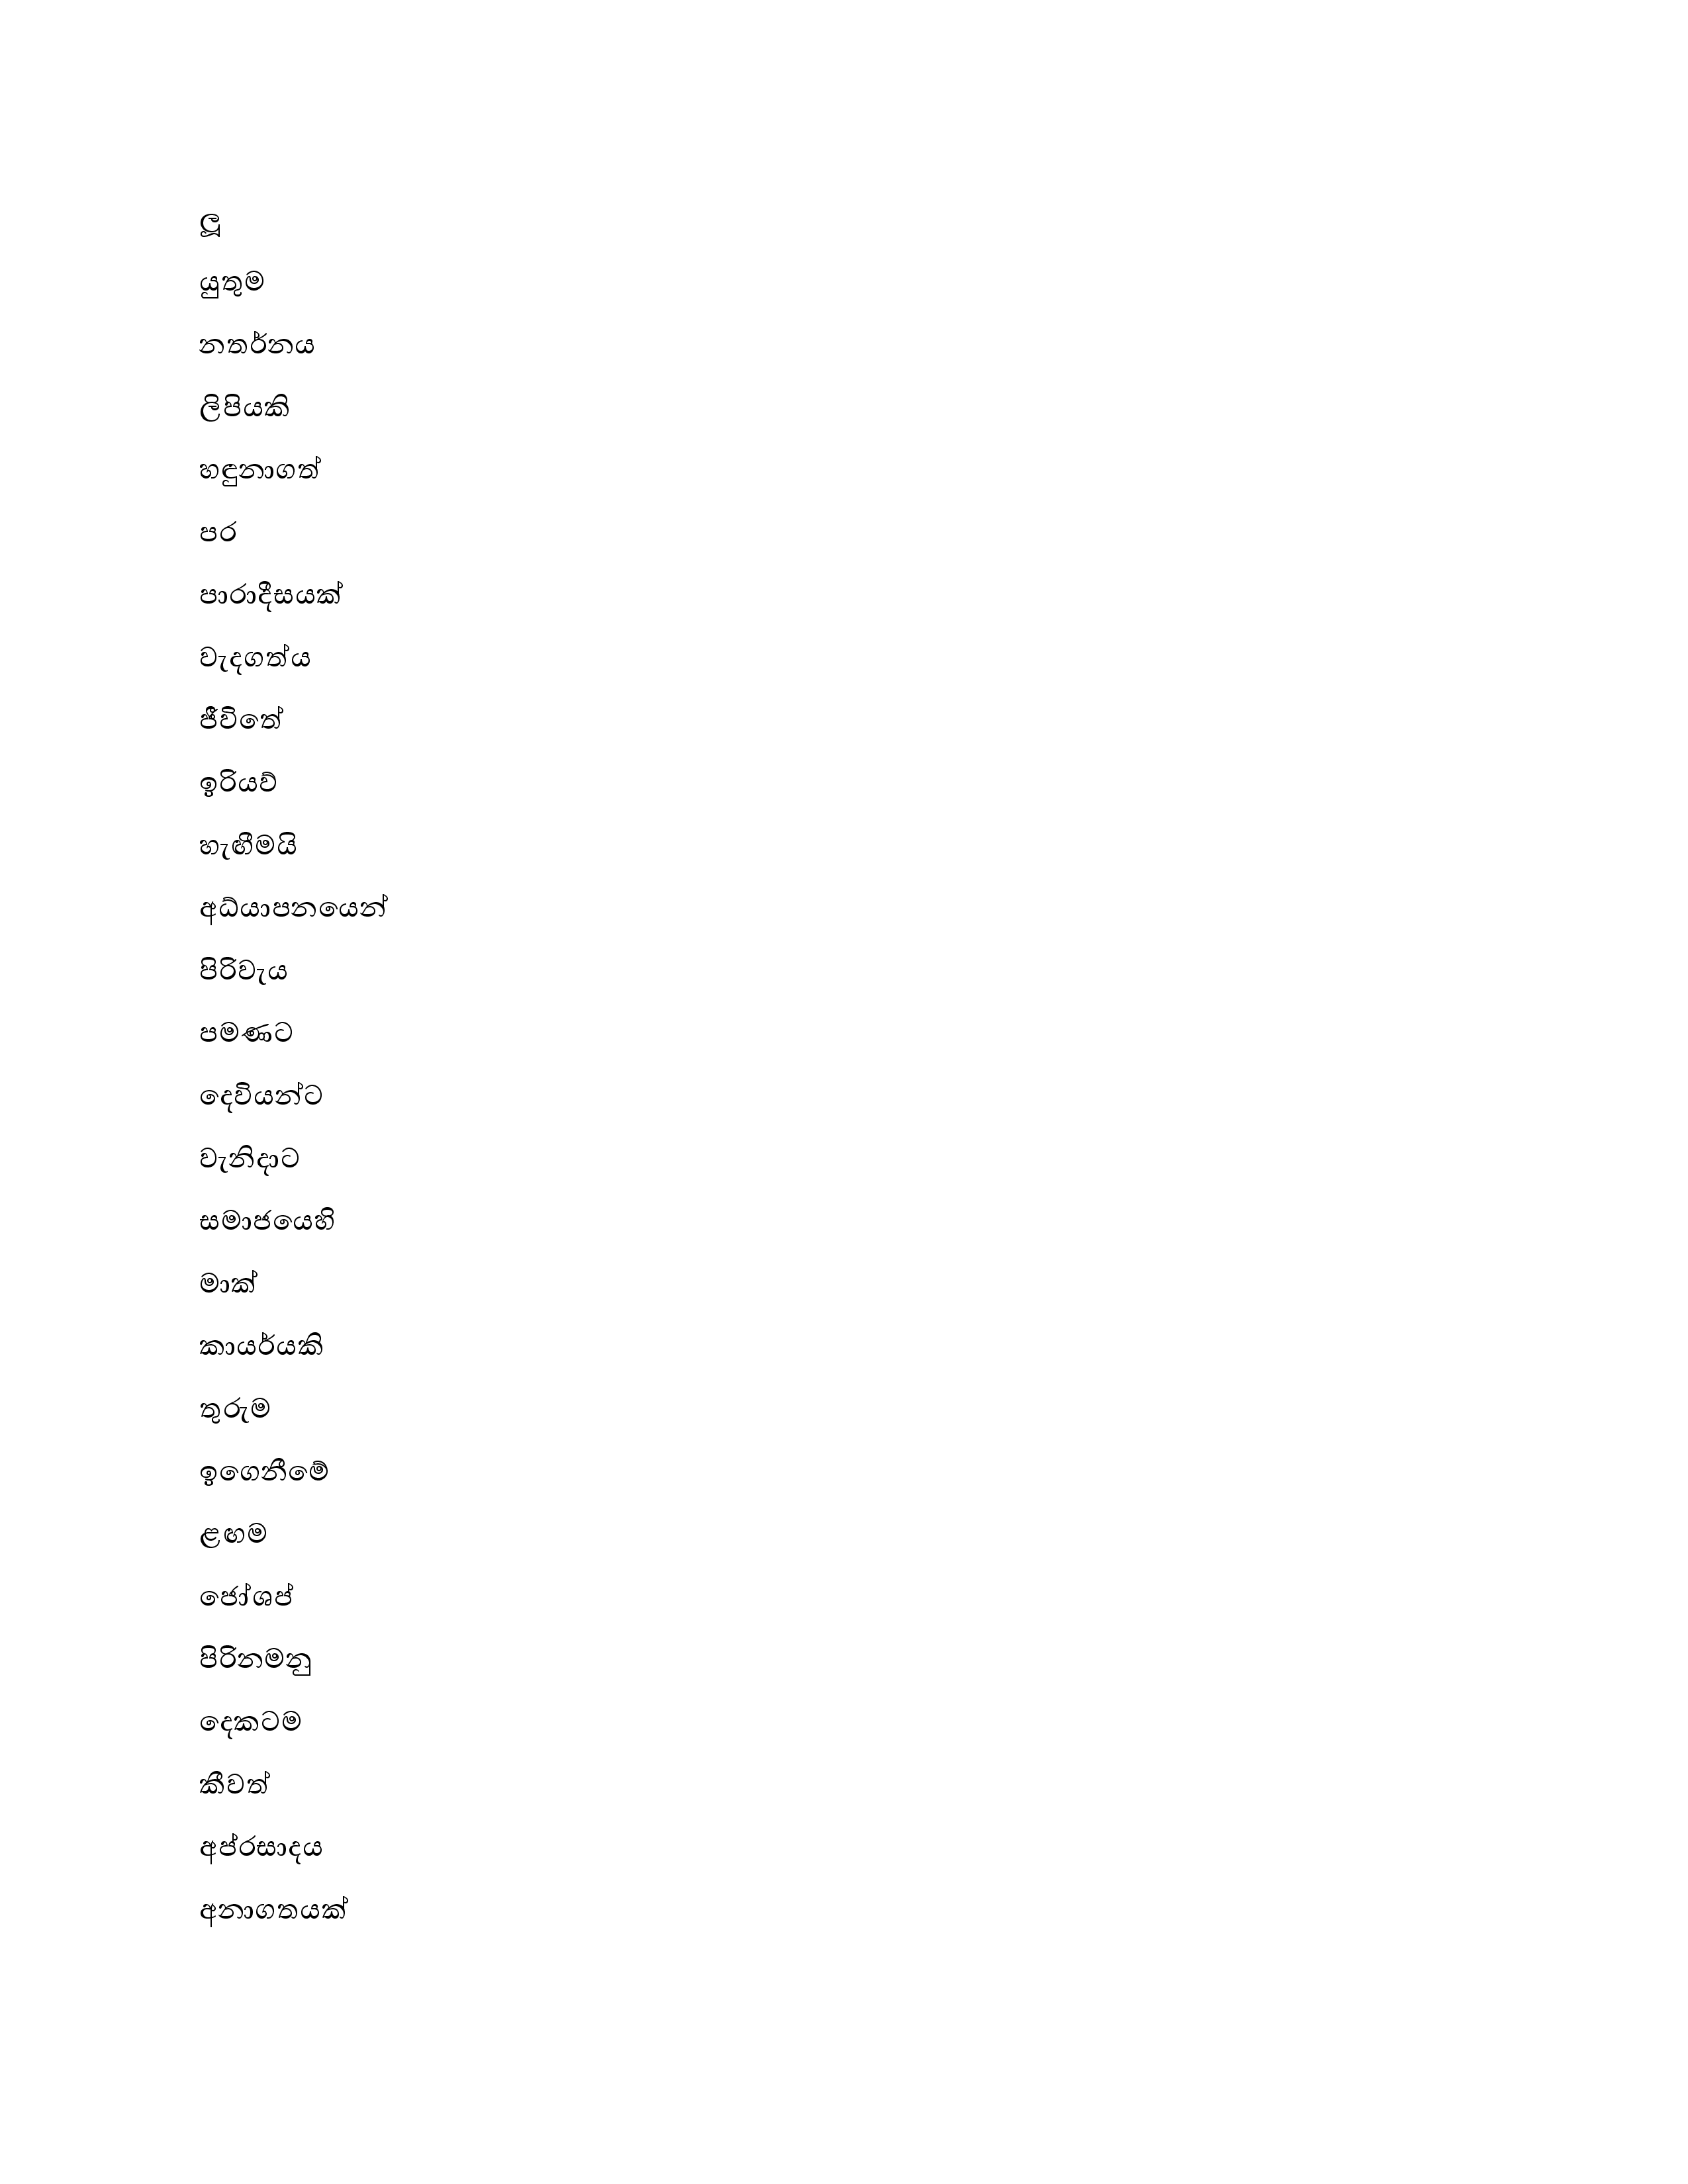 ලූ
යුතුම
නතර්නය
ලිපියකි
හඳුනාගත්
පර
පාරාදීසයක්
වැදගත්ය
ජීවිතේ
ඉරියව්
හැඟීමයි
අධ්යාපනයෙන්
පිරිවැය
පමණට
දෙවියන්ට
වැනිදාට
සමාජයෙහි
මාක්
කායර්යකි
තුරුම
ඉගෙනීමේ
ළඟම
ජෝශප්
පිරිනමනු
දෙකටම
කීවත්
අප්රසාදය
අනාගතයක්